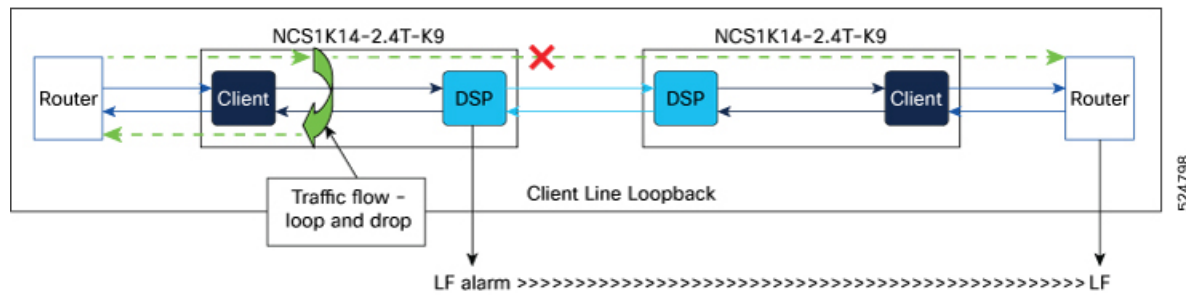 NCS1K14-2.4T-K9
NCS1K14-2.4T-K9
Router
Client
DSP
DSP
Client
Router
Traffic flow -
loop and drop
Client Line Loopback
524798
LF alarm >>>>>>>>>>>>>>>>>>>>>>>>>>>>>>>>>>>>>>>>>>>>>>>>>>>>>> LF